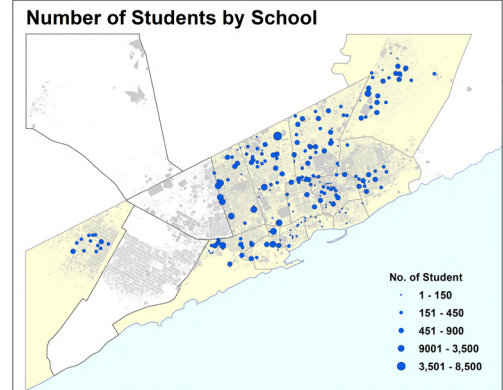 Number of Students by School
No. of Student
1 - 150
151 - 450
451 - 900
9001 - 3,500
3,501 - 8,500